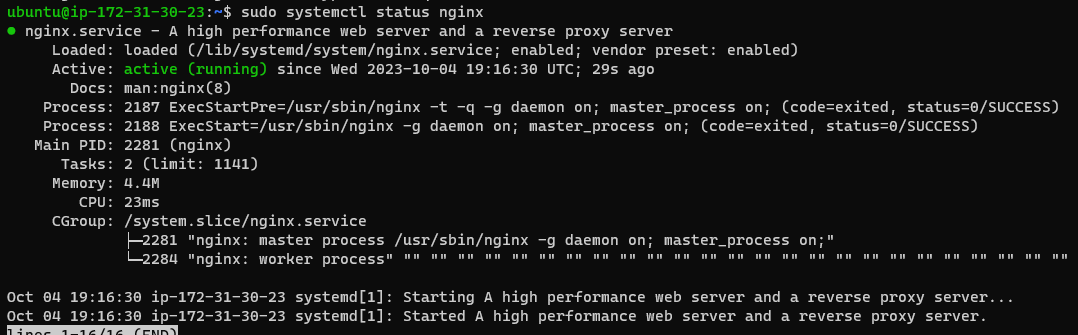 ubuntu@ip-172-31-30-23:~$ sudo systemctl status nginx
● nginx.service - A high performance web server and a reverse proxy server
Loaded: loaded (/lib/systemd/system/nginx.service; enabled; vendor preset: enabled)
Active: active (running) since Wed 2023-10-04 19:16:30 UTC; 29s ago
Docs: man:nginx(8)
Process: 2187 ExecStartPre=/usr/sbin/nginx -t -q -g daemon on; master_process on; (code=exited, status=0/SUCCESS)
Process: 2188 ExecStart=/usr/sbin/nginx -g daemon on; master_process on; (code=exited, status=0/SUCCESS)
Main PID: 2281 (nginx)
Tasks: 2 (limit: 1141)
Memory: 4.4M
CPU: 23ms
CGroup: /system.slice/nginx.service
├─2281 "nginx: master process /usr/sbin/nginx -g daemon on; master_process on;"
└─2284 "nginx: worker process" "" "" "" "" "" "" "" "" "" "" "" "" "" "" "" "" "" "" "" "" "" "" "" "" ""
Oct 04 19:16:30 ip-172-31-30-23 systemd[1]: Starting A high performance web server and a reverse proxy server...
Oct 04 19:16:30 ip-172-31-30-23 systemd[1]: Started A high performance web server and a reverse proxy server.
lines 1-16/16 (END)